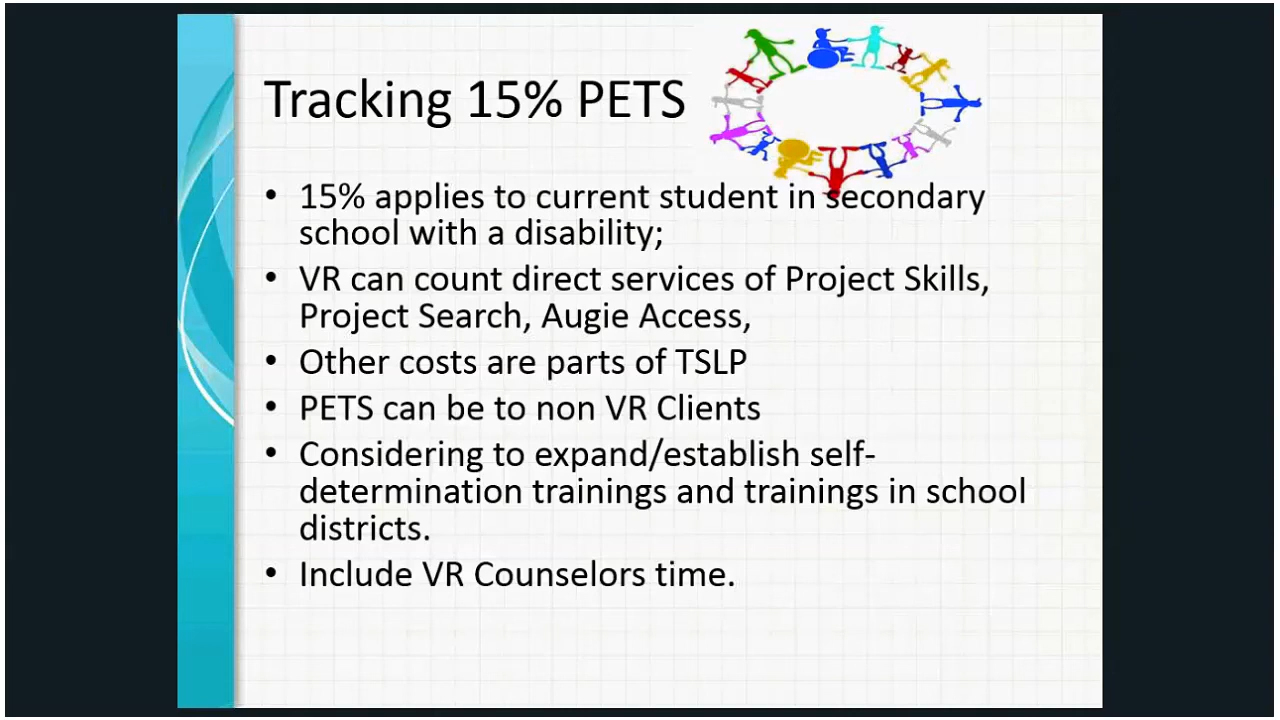 Tracking 15% PETS
• 15% applies to current student in secondary
school with a disability;
• VR can count direct services of Project Skills,
Project Search, Augie Access,
• Other costs are parts of TSLP
• PETS can be to non VR Clients
• Considering to expand/establish self-
determination trainings and trainings in school
districts.
• Include VR Counselors time.